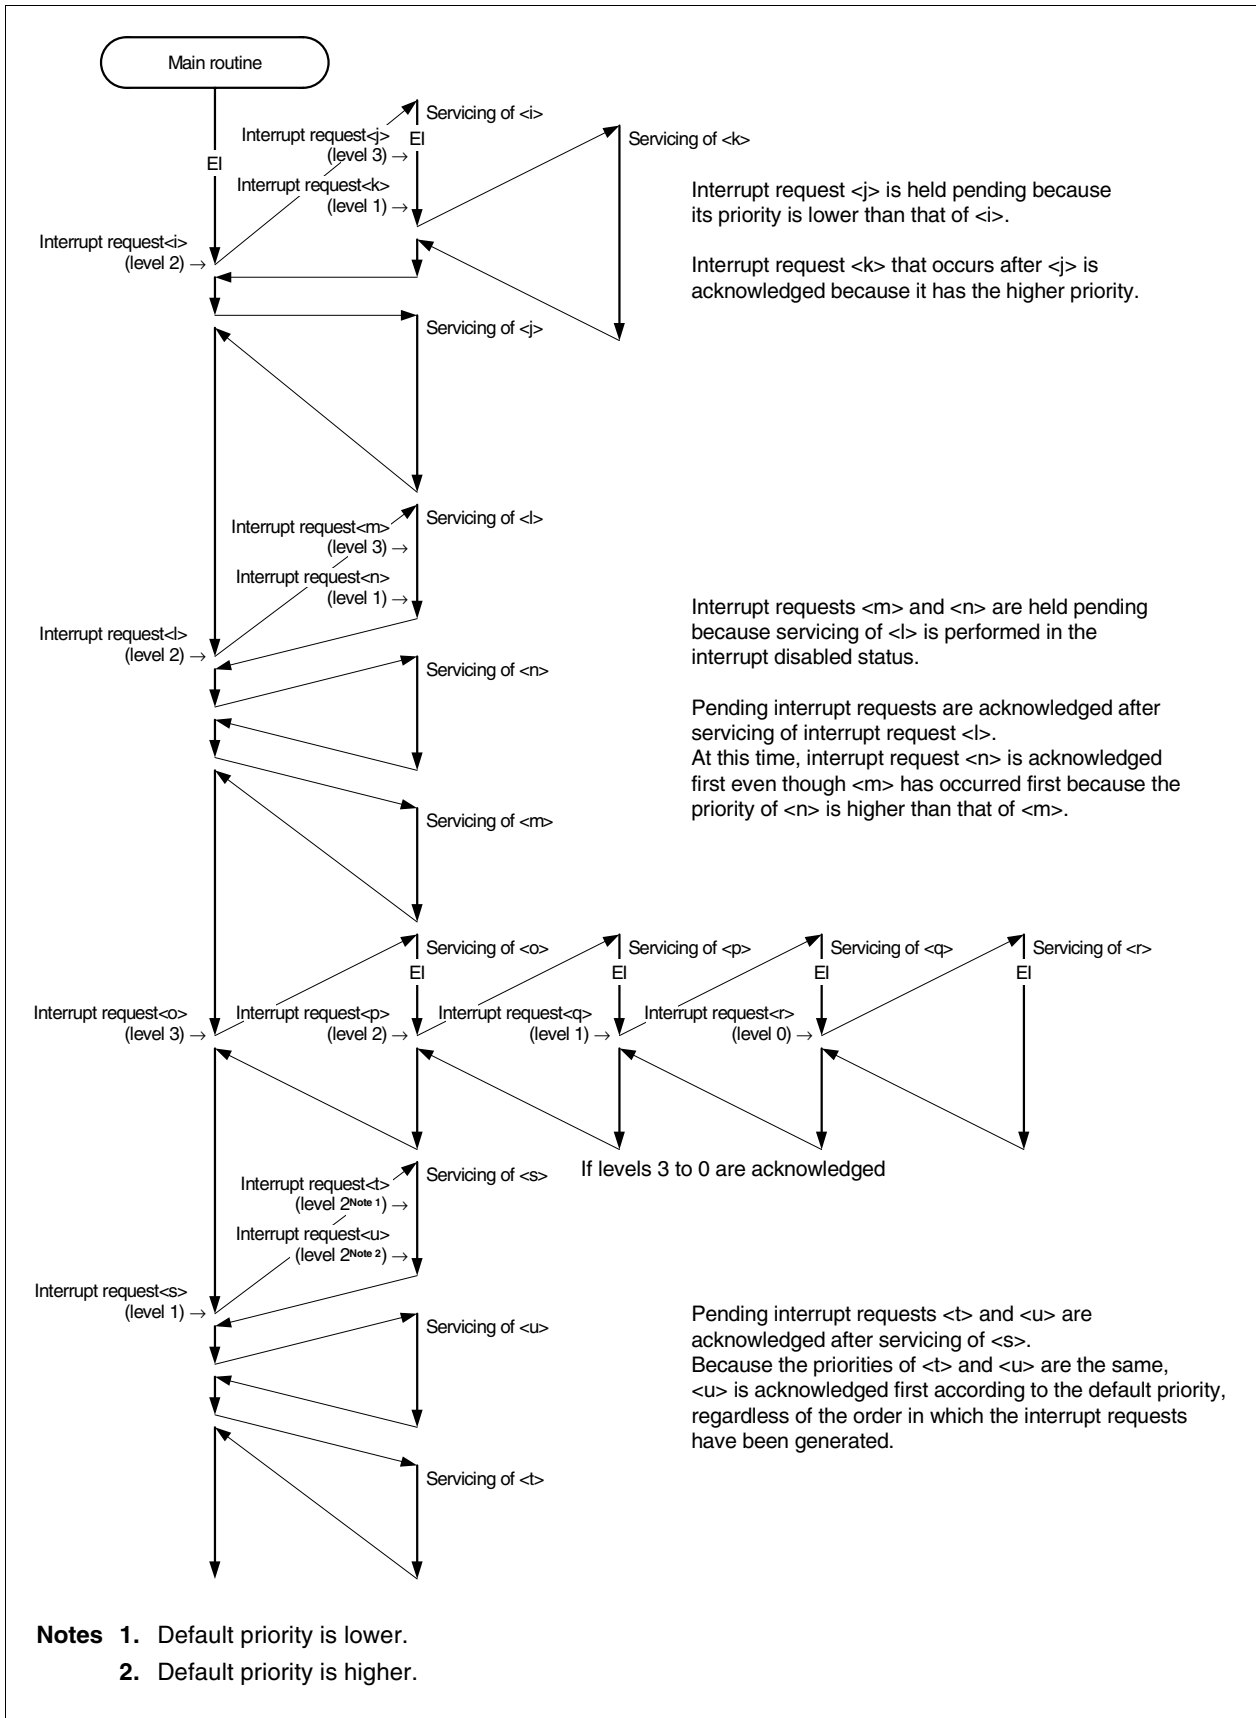 Main routine
EI
Interrupt request<i>
(level 2) →
Interrupt request<j>
(level 3) →
Interrupt request<k>
(level 1) →
Servicing of <i>
EI
Servicing of <k>
Interrupt request <j> is held pending because
its priority is lower than that of <i>.
Interrupt request <k> that occurs after <j> is
acknowledged because it has the higher priority.
Servicing of <j>
Interrupt request<m>
(level 3) →
Interrupt request<n>
(level 1) →
Servicing of <l>
Interrupt request<l>
(level 2) →
Interrupt requests <m> and <n> are held pending
because servicing of <l> is performed in the
interrupt disabled status.
Servicing of <n>
Pending interrupt requests are acknowledged after
servicing of interrupt request <l>.
At this time, interrupt request <n> is acknowledged
first even though <m> has occurred first because the
priority of <n> is higher than that of <m>.
Servicing of <m>
Servicing of <o>
EI
Servicing of <p>
EI
Servicing of <q>
EI
Servicing of <r>
EI
Interrupt request<o>
(level 3) →
Interrupt request<p>
(level 2) →
Interrupt request<q>
(level 1) →
Interrupt request<r>
(level 0) →
If levels 3 to 0 are acknowledged
Servicing of <s>
Interrupt request<t>
(level 2Note 1) →
Interrupt request<u>
(level 2Note 2) →
Interrupt request<s>
(level 1) →
Servicing of <u>
Pending interrupt requests <t> and <u> are
acknowledged after servicing of <s>.
Because the priorities of <t> and <u> are the same,
<u> is acknowledged first according to the default priority,
regardless of the order in which the interrupt requests
have been generated.
Servicing of <t>
Notes 1. Default priority is lower.
2. Default priority is higher.